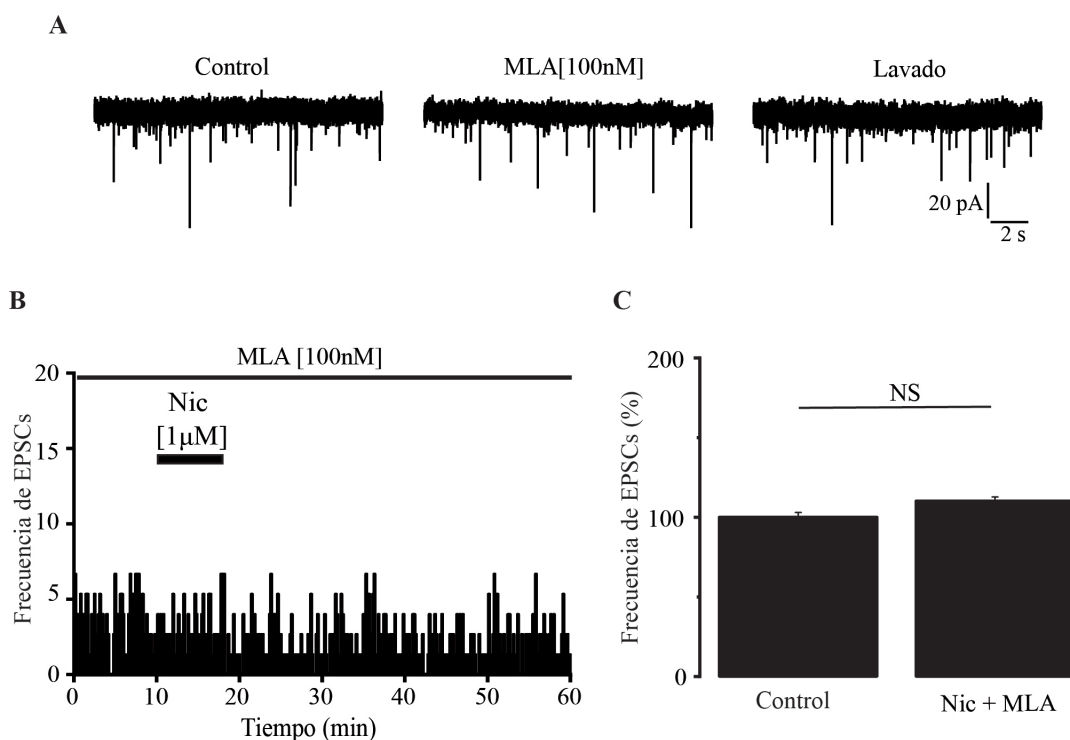 A
Control
MLA[100nM]
Lavado
20 pA
2 s
B
MLA [100nM]
Nic
[1µM]
Frecuencia de EPSCs
20
15
10
5
0
0 10 20 30 40 50 60
Tiempo (min)
C
NS
Frecuencia de EPSCs (%)
200
100
0
Control
Nic + MLA